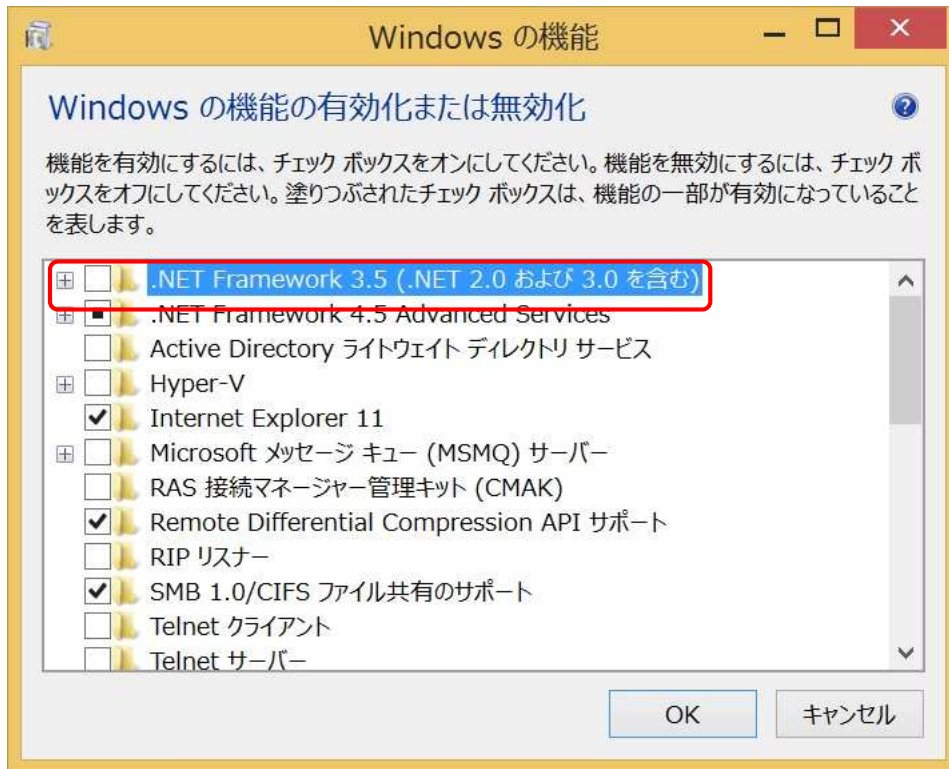 Windows の機能
Windows の機能の有効化または無効化
機能を有効にするには、チェック ボックスをオンにしてください。機能を無効にするには、チェック ボ
ックスをオフにしてください。塗りつぶされたチェック ボックスは、機能の一部が有効になっていること
を表します。
.NET Framework 3.5 (.NET 2.0 および 3.0 を含む)
.NET Framework 4.5 Advanced Services
Active Directory ライトウェイト ディレクトリ サービス
Hyper-V
Internet Explorer 11
Microsoft メッセージ キュー (MSMQ) サーバー
RAS 接続マネージャー管理キット (CMAK)
Remote Differential Compression API サポート
RIP リスナー
SMB 1.0/CIFS ファイル共有のサポート
Telnet クライアント
Telnet サーバー
OK
キャンセル